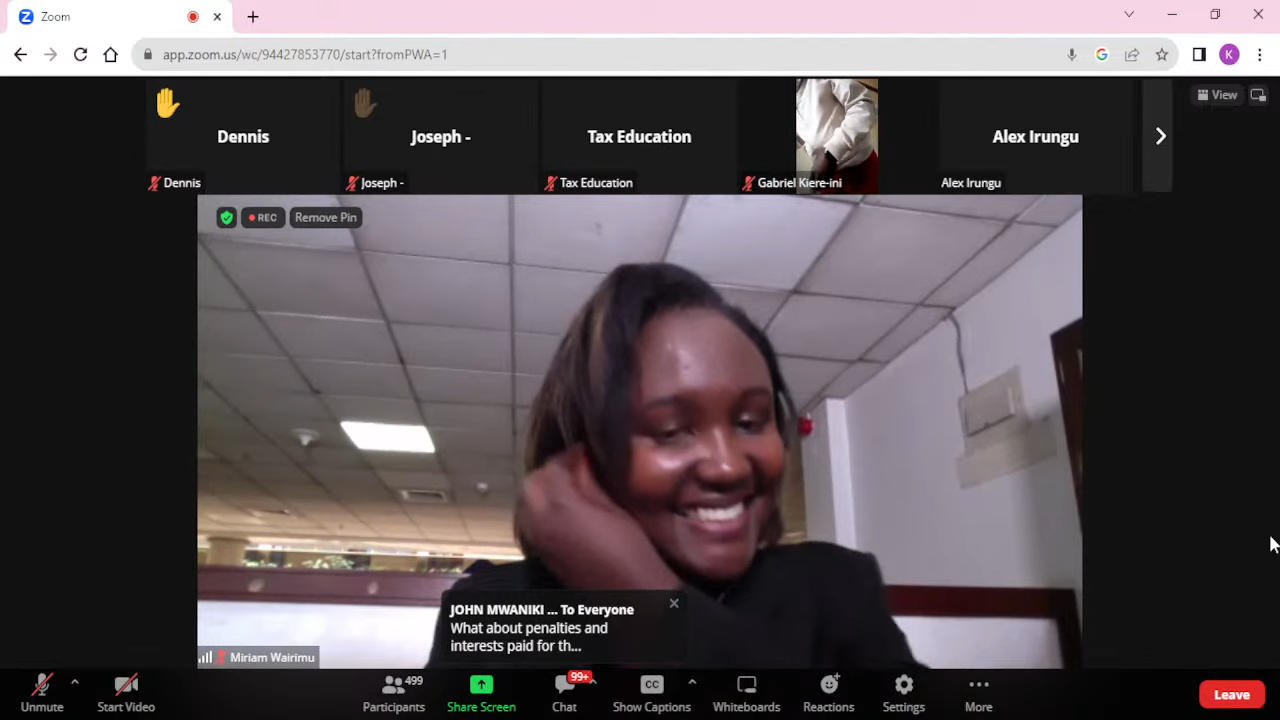 Zoom
app.zoom.us/wc/94427853770/start?fromPWA=1
K
Dennis
Joseph -
Tax Education
Alex Irungu
View
Dennis
Joseph -
Tax Education
Gabriel Kiere-ini
Alex Irungu
REC
Remove Pin
JOHN MWANIKI ... To Everyone
What about penalties and
interests paid for th...
Miriam Wairimu
499
99+
CC
Unmute
Start Video
Participants
Share Screen
Chat
Show Captions
Whiteboards
Reactions
Settings
More
Leave